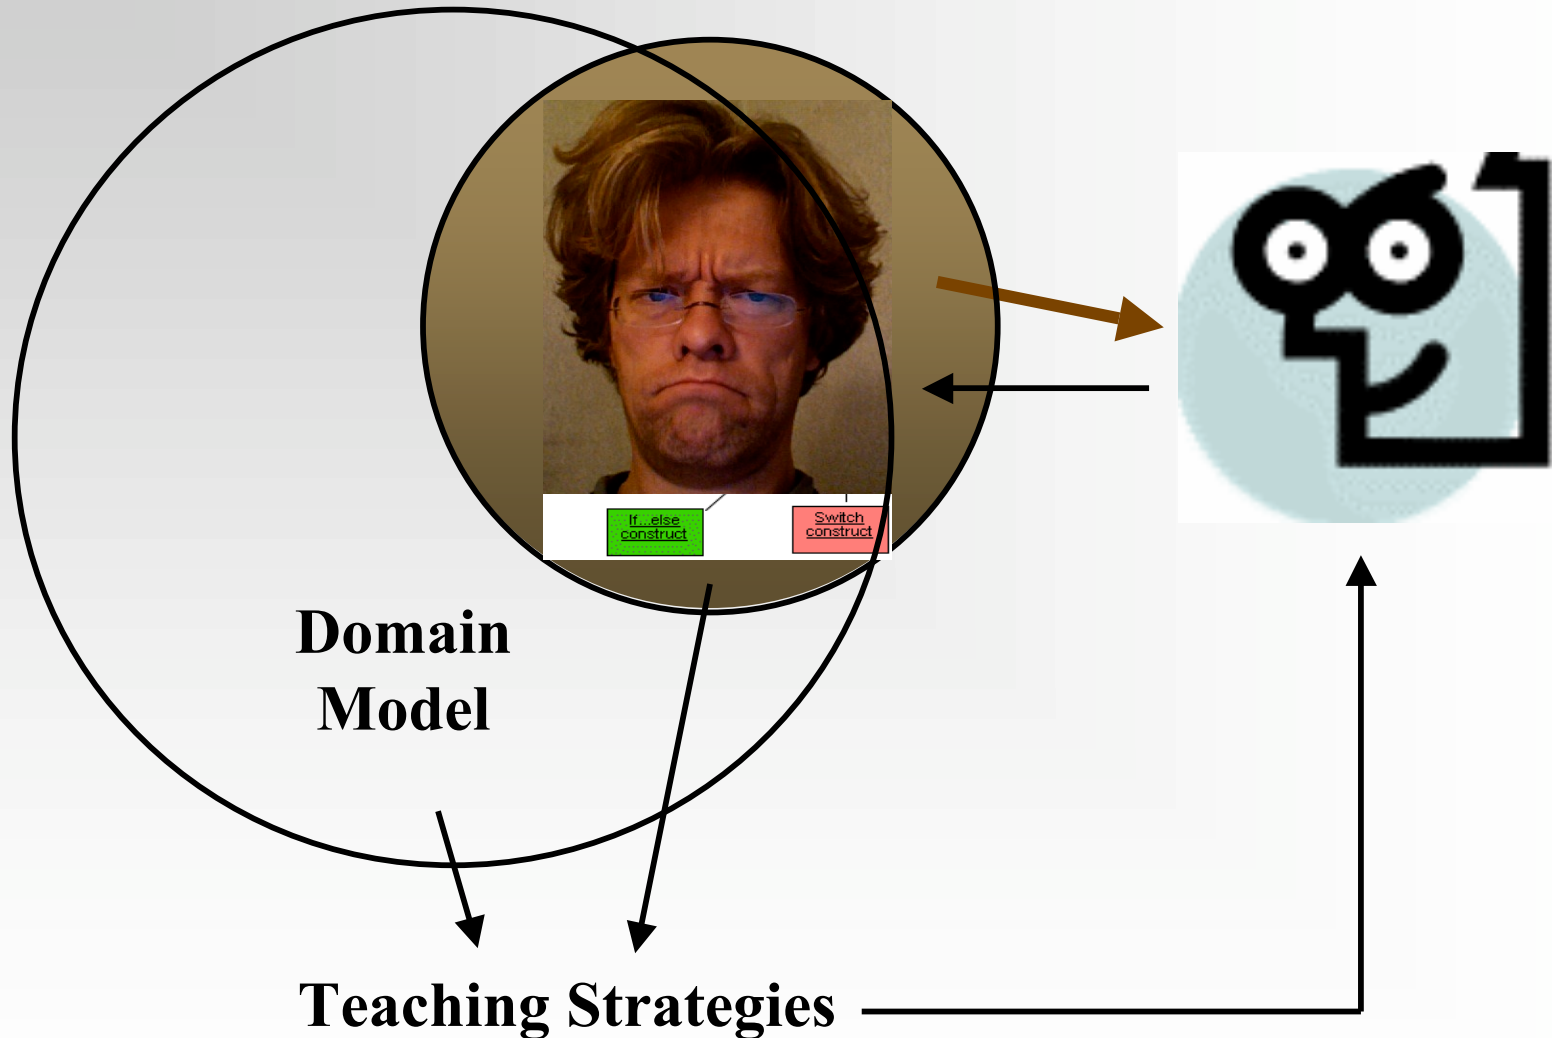 If...else
construct
Switch
construct
Domain
Model
Teaching Strategies